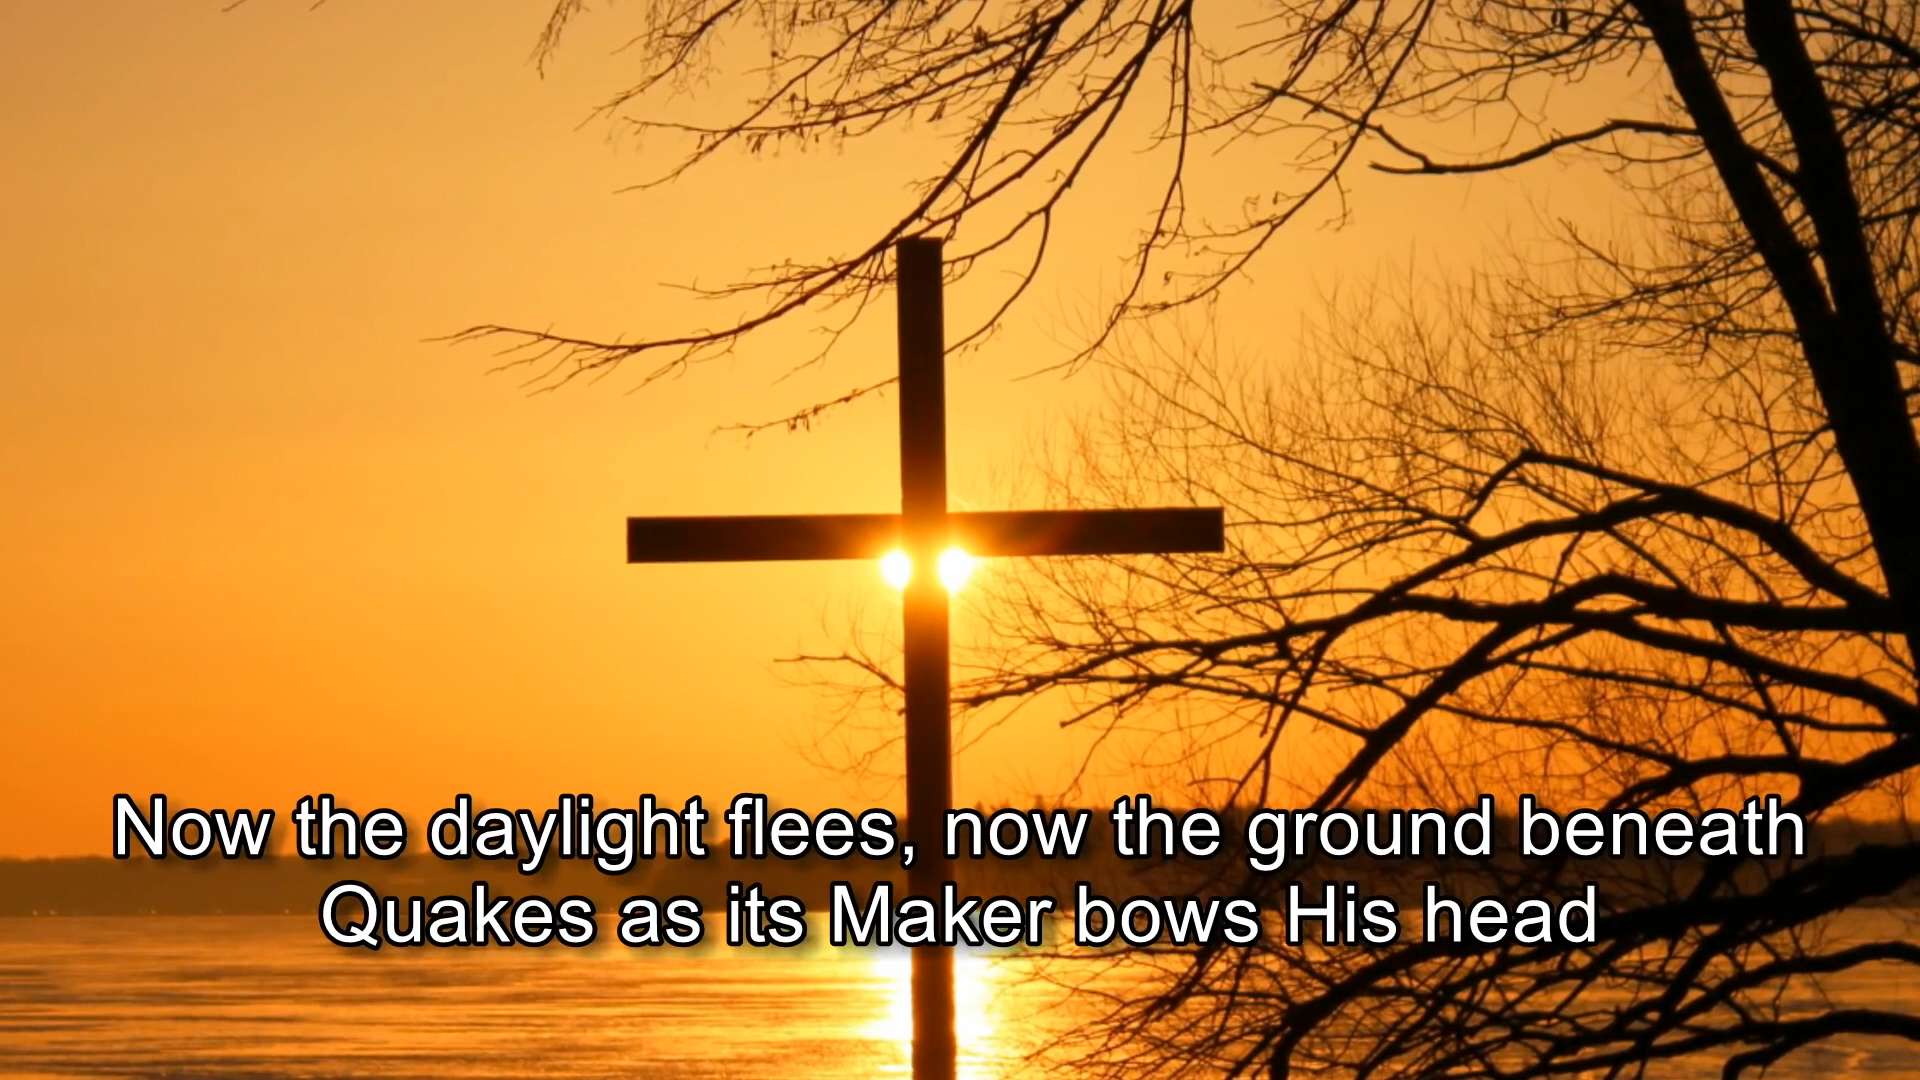 Now the daylight flees, now the ground beneath
Quakes as its Maker bows His head